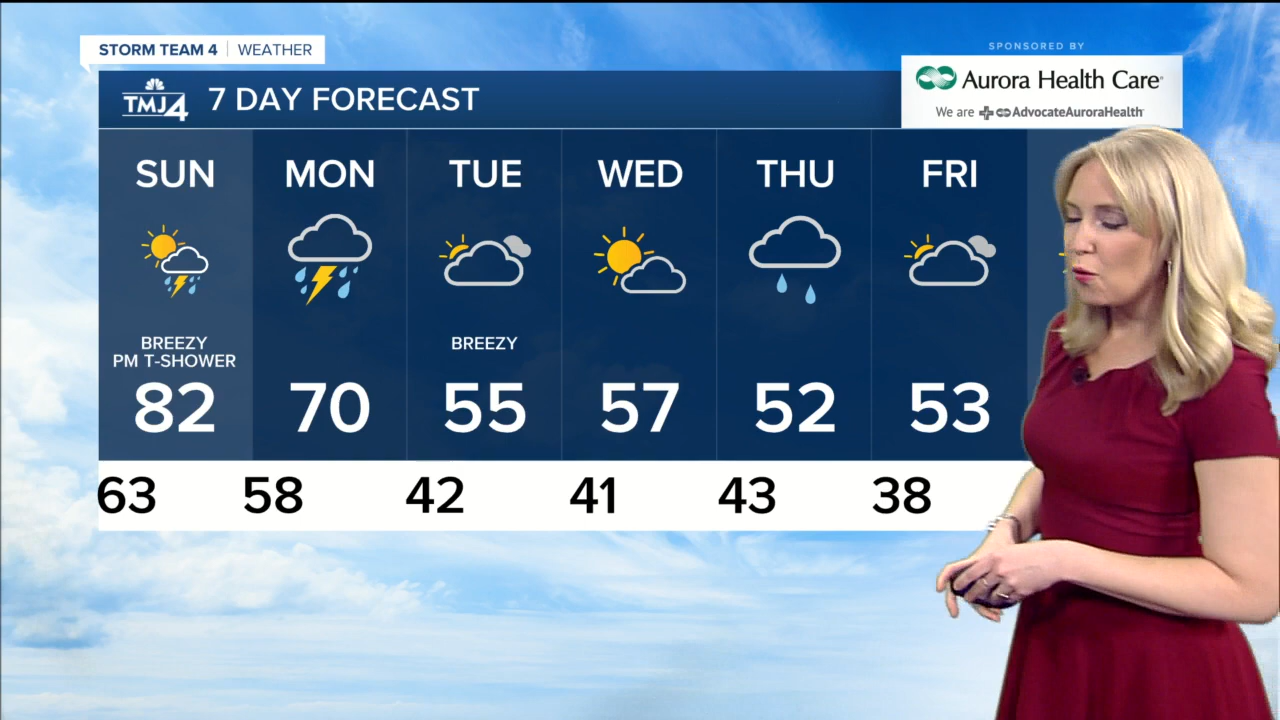 STORM TEAM 4 | WEATHER
SPONSORED BY
Aurora Health Care®
We are AdvocateAuroraHealth™
TMJ4 7 DAY FORECAST
SUN MON TUE WED THU FRI
BREEZY BREEZY
PM T-SHOWER
82 70 55 57 52 53
63 58 42 41 43 38